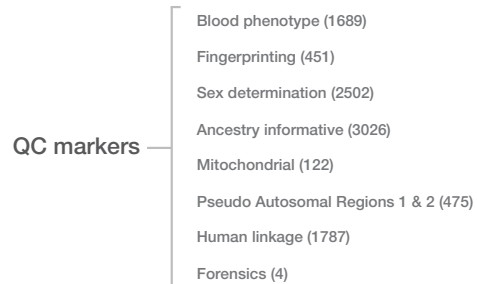 Blood phenotype (1689)
Fingerprinting (451)
Sex determination (2502)
Ancestry informative (3026)
QC markers
Mitochondrial (122)
Pseudo Autosomal Regions 1 & 2 (475)
Human linkage (1787)
Forensics (4)